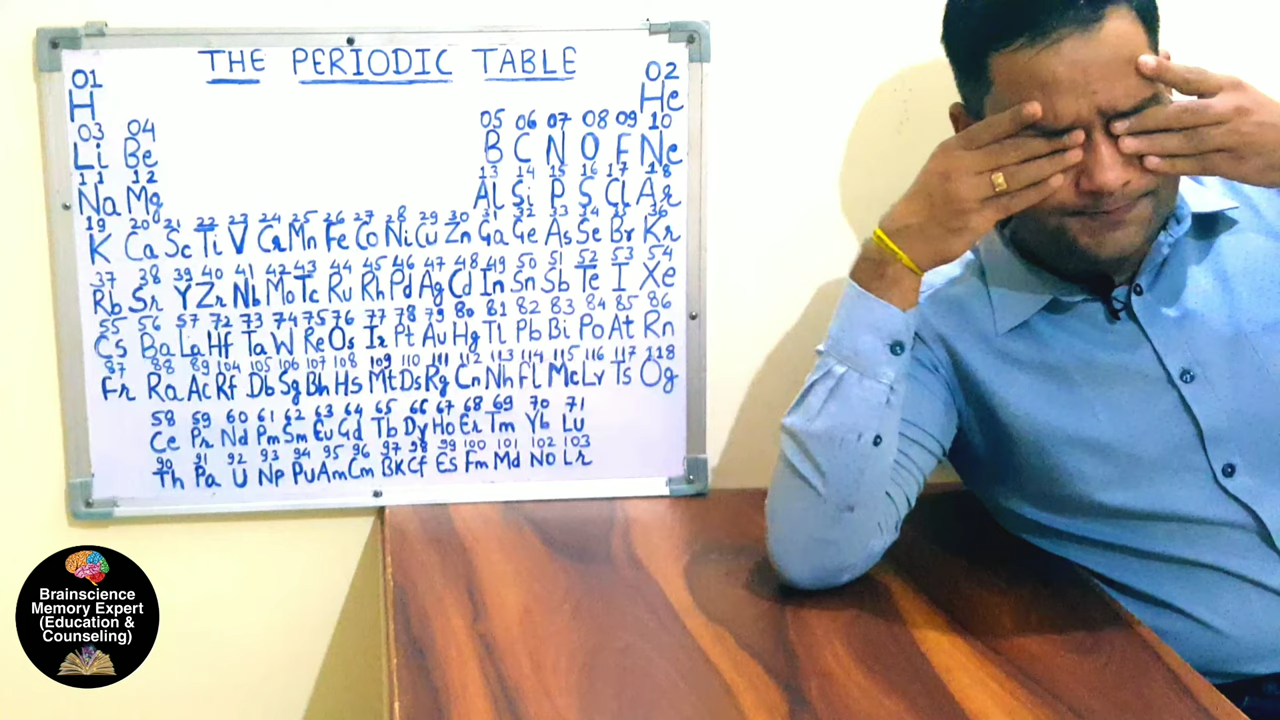 THE PERIODIC TABLE
01 02
H He
03 04 05 06 07 08 09 10
Li Be B C N O F Ne
11 12 13 14 15 16 17 18
Na Mg Al Si P S Cl Ar
19 20 21 22 23 24 25 26 27 28 29 30 31 32 33 34 35 36
K Ca Sc Ti V Cr Mn Fe Co Ni Cu Zn Ga Ge As Se Br Kr
37 38 39 40 41 42 43 44 45 46 47 48 49 50 51 52 53 54
Rb Sr Y Zr Nb Mo Tc Ru Rh Pd Ag Cd In Sn Sb Te I Xe
55 56 57 72 73 74 75 76 77 78 79 80 81 82 83 84 85 86
Cs Ba La Hf Ta W Re Os Ir Pt Au Hg Tl Pb Bi Po At Rn
87 88 89 104 105 106 107 108 109 110 111 112 113 114 115 116 117 118
Fr Ra Ac Rf Db Sg Bh Hs Mt Ds Rg Cn Nh Fl Mc Lv Ts Og
58 59 60 61 62 63 64 65 66 67 68 69 70 71
Ce Pr Nd Pm Sm Eu Gd Tb Dy Ho Er Tm Yb Lu
90 91 92 93 94 95 96 97 98 99 100 101 102 103
Th Pa U Np Pu Am Cm BK Cf Es Fm Md No Lr
Brainscience
Memory Expert
(Education &
Counseling)